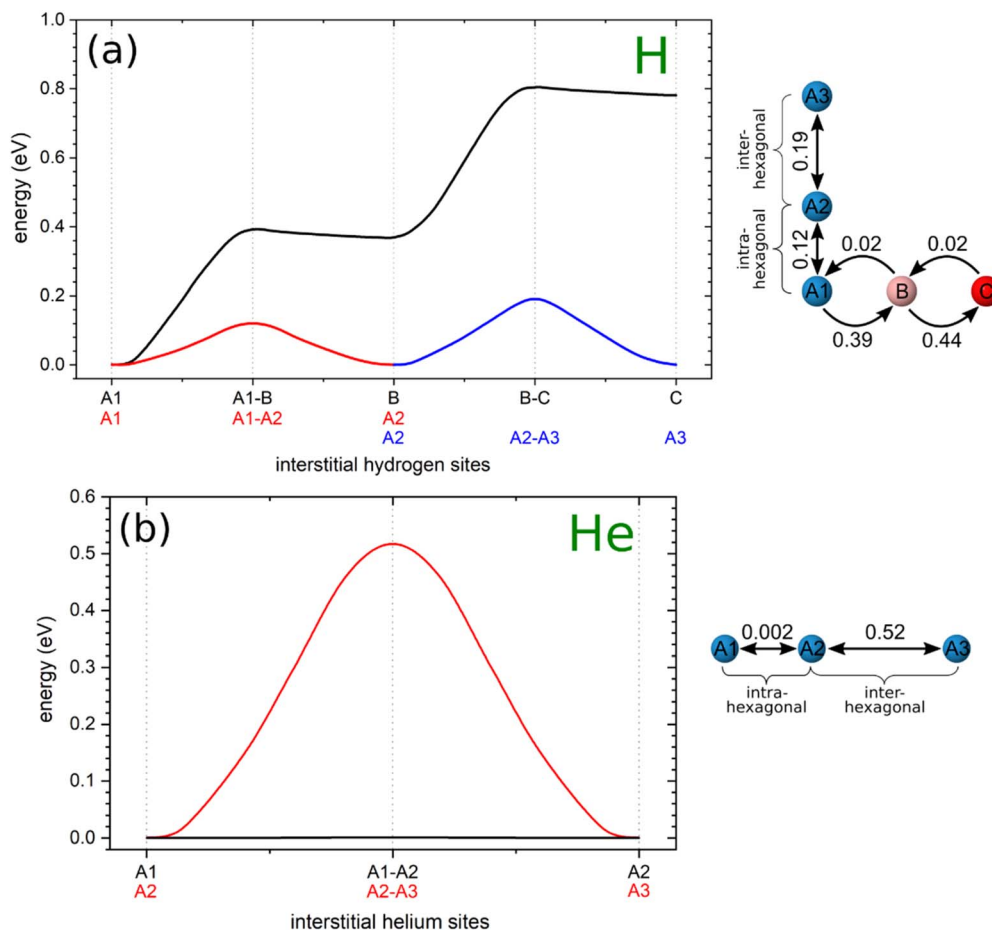 (a)
H
energy (eV)
0.8
0.6
0.4
0.2
0.0
A1 A1-B B B-C C
A1 A1-A2 A2
A2 A2-A3 A3
interstitial hydrogen sites
A3
inter-
hexagonal
0.19
A2
intra-
hexagonal
0.12
0.02 0.02
A1 B C
0.39 0.44
(b)
He
energy (eV)
0.6
0.5
0.4
0.3
0.2
0.1
0.0
A1 A1-A2 A2
A2 A2-A3 A3
interstitial helium sites
0.002 0.52
A1 A2 A3
intra- inter-
hexagonal hexagonal